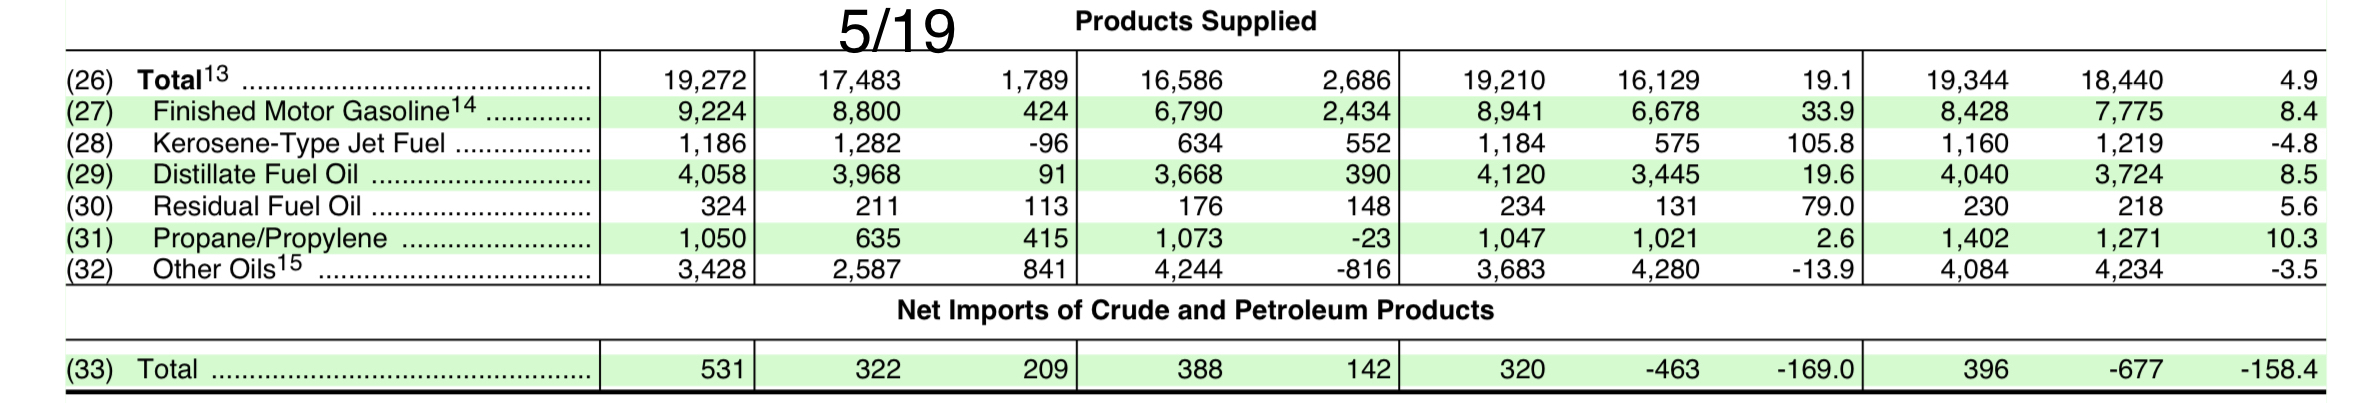 5/19 Products Supplied
(26) Total13 .............................................. 19,272 17,483 1,789 16,586 2,686 19,210 16,129 19.1 19,344 18,440 4.9
(27) Finished Motor Gasoline14 .............. 9,224 8,800 424 6,790 2,434 8,941 6,678 33.9 8,428 7,775 8.4
(28) Kerosene-Type Jet Fuel .................. 1,186 1,282 -96 634 552 1,184 575 105.8 1,160 1,219 -4.8
(29) Distillate Fuel Oil ............................. 4,058 3,968 91 3,668 390 4,120 3,445 19.6 4,040 3,724 8.5
(30) Residual Fuel Oil ............................. 324 211 113 176 148 234 131 79.0 230 218 5.6
(31) Propane/Propylene ......................... 1,050 635 415 1,073 -23 1,047 1,021 2.6 1,402 1,271 10.3
(32) Other Oils15 .................................... 3,428 2,587 841 4,244 -816 3,683 4,280 -13.9 4,084 4,234 -3.5
Net Imports of Crude and Petroleum Products
(33) Total .................................................. 531 322 209 388 142 320 -463 -169.0 396 -677 -158.4